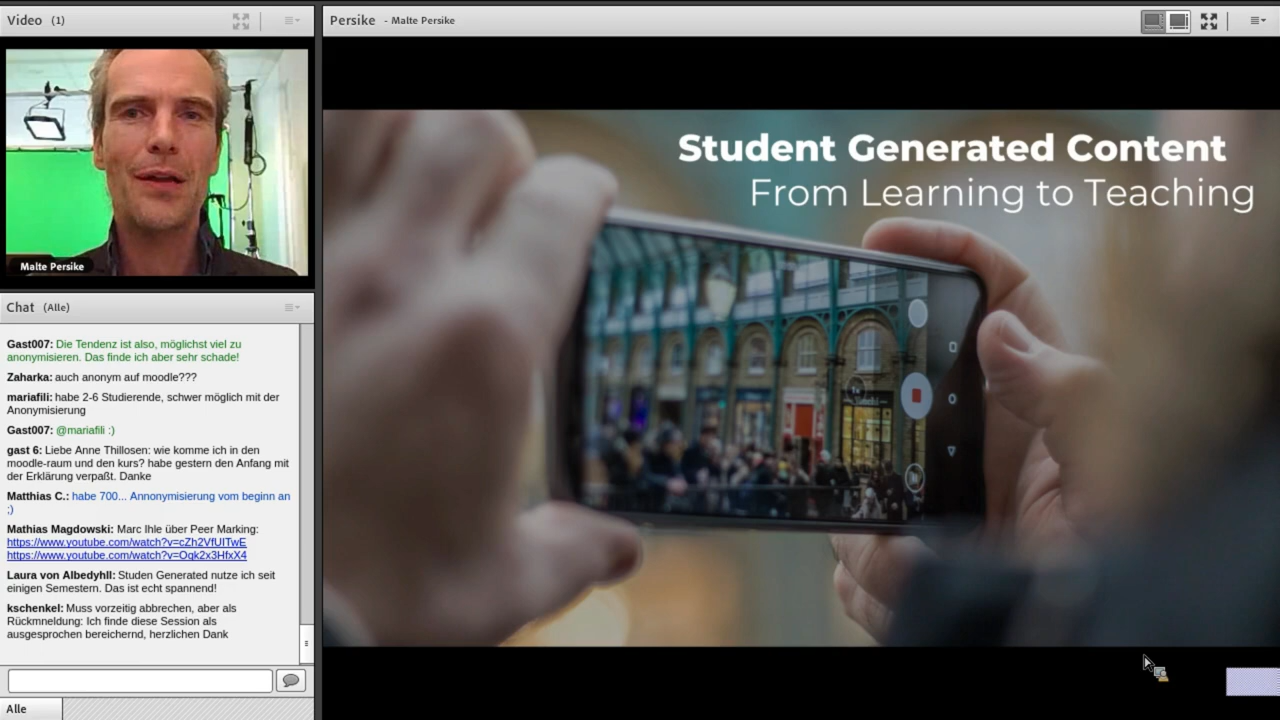 Video (1)
Malte Persike
Chat (Alle)
Gast007: Die Tendenz ist also, möglichst viel zu
anonymisieren. Das finde ich aber sehr schade!
Zaharka: auch anonym auf moodle???
mariafili: habe 2-6 Studierende, schwer möglich mit der
Anonymisierung
Gast007: @mariafili :)
gast 6: Liebe Anne Thillosen: wie komme ich in den
moodle-raum und den kurs? habe gestern den Anfang mit
der Erklärung verpaßt. Danke
Matthias C.: habe 700... Annonymisierung vom beginn an
;)
Mathias Magdowski: Marc Ihle über Peer Marking:
https://www.youtube.com/watch?v=cZh2VfUITwE
https://www.youtube.com/watch?v=Oqk2x3HfxX4
Laura von Albedyhll: Studen Generated nutze ich seit
einigen Semestern. Das ist echt spannend!
kschenkel: Muss vorzeitig abbrechen, aber als
Rückmneldung: Ich finde diese Session als
ausgesprochen bereichernd, herzlichen Dank
Alle
Persike - Malte Persike
Student Generated Content
From Learning to Teaching